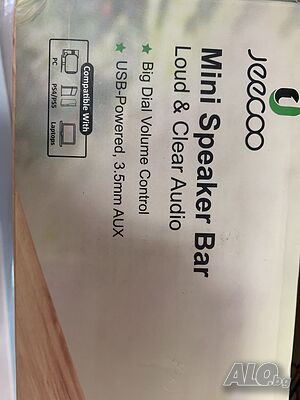 Jeecoo
Mini Speaker Bar
Loud & Clear Audio
★ Big Dial Volume Control
★ USB-Powered, 3.5mm AUX
Compatible With
PC
PS4/PS5
Laptops
ALO.bg